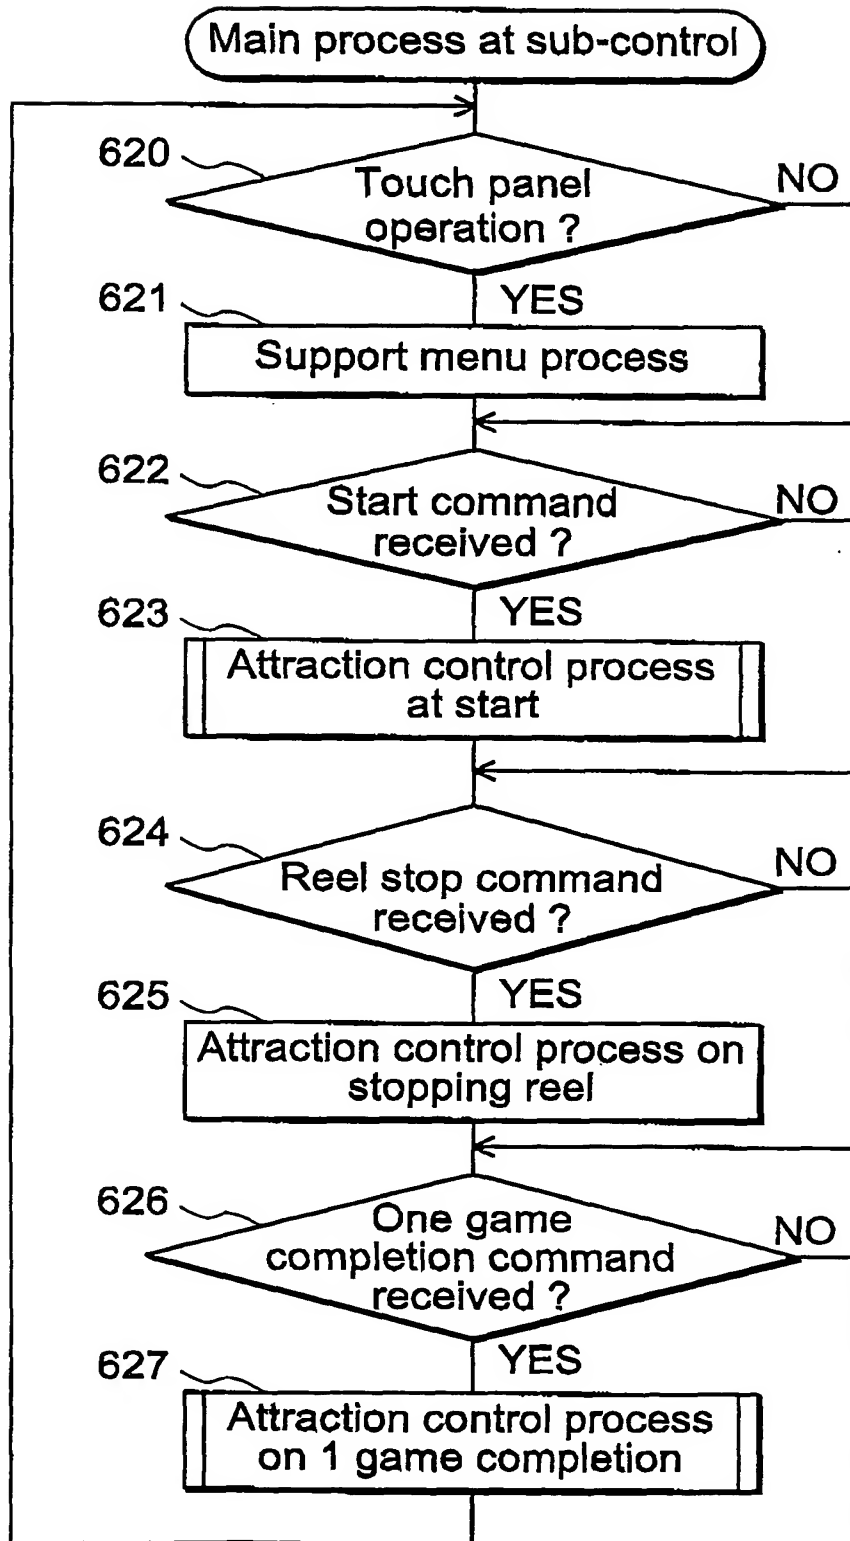 Main process at sub-control
620
Touch panel
operation ?
NO
YES
621
Support menu process
622
Start command
received ?
NO
YES
623
Attraction control process
at start
624
Reel stop command
received ?
NO
YES
625
Attraction control process on
stopping reel
626
One game
completion command
received ?
NO
YES
627
Attraction control process
on 1 game completion